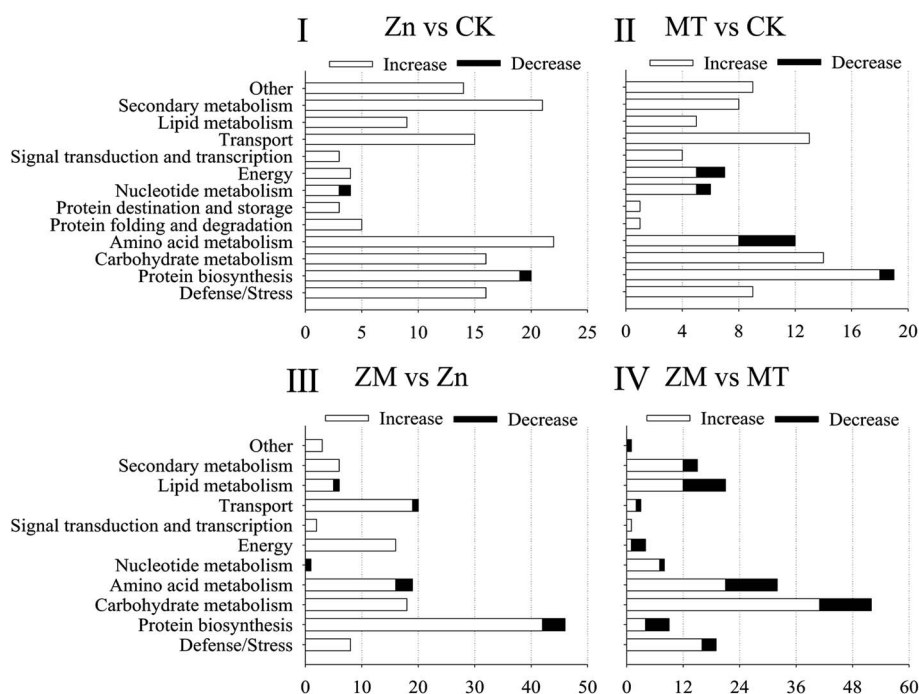 I Zn vs CK
II MT vs CK
Increase Decrease
Increase Decrease
Other
Secondary metabolism
Lipid metabolism
Transport
Signal transduction and transcription
Energy
Nucleotide metabolism
Protein destination and storage
Protein folding and degradation
Amino acid metabolism
Carbohydrate metabolism
Protein biosynthesis
Defense/Stress
0 5 10 15 20 25
0 4 8 12 16 20
III ZM vs Zn
IV ZM vs MT
Increase Decrease
Increase Decrease
Other
Secondary metabolism
Lipid metabolism
Transport
Signal transduction and transcription
Energy
Nucleotide metabolism
Amino acid metabolism
Carbohydrate metabolism
Protein biosynthesis
Defense/Stress
0 10 20 30 40 50
0 12 24 36 48 60